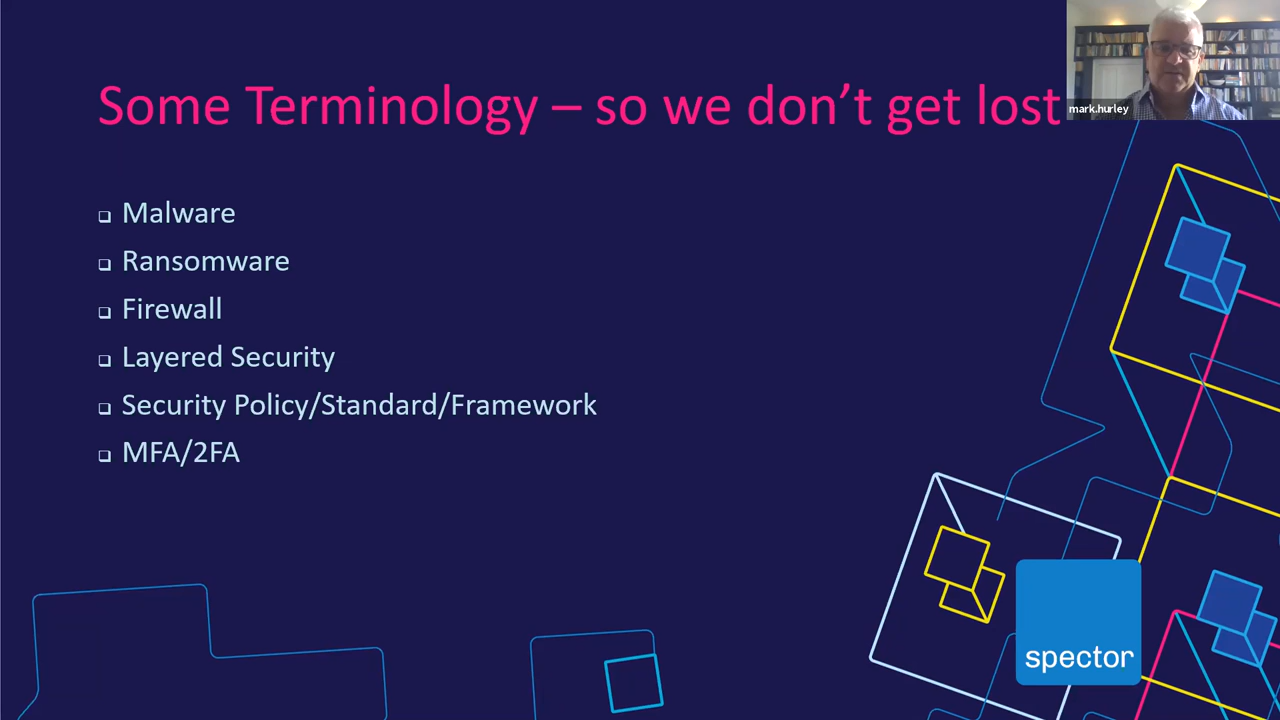 Some Terminology – so we don’t get lost
mark.hurley
Malware
Ransomware
Firewall
Layered Security
Security Policy/Standard/Framework
MFA/2FA
spector